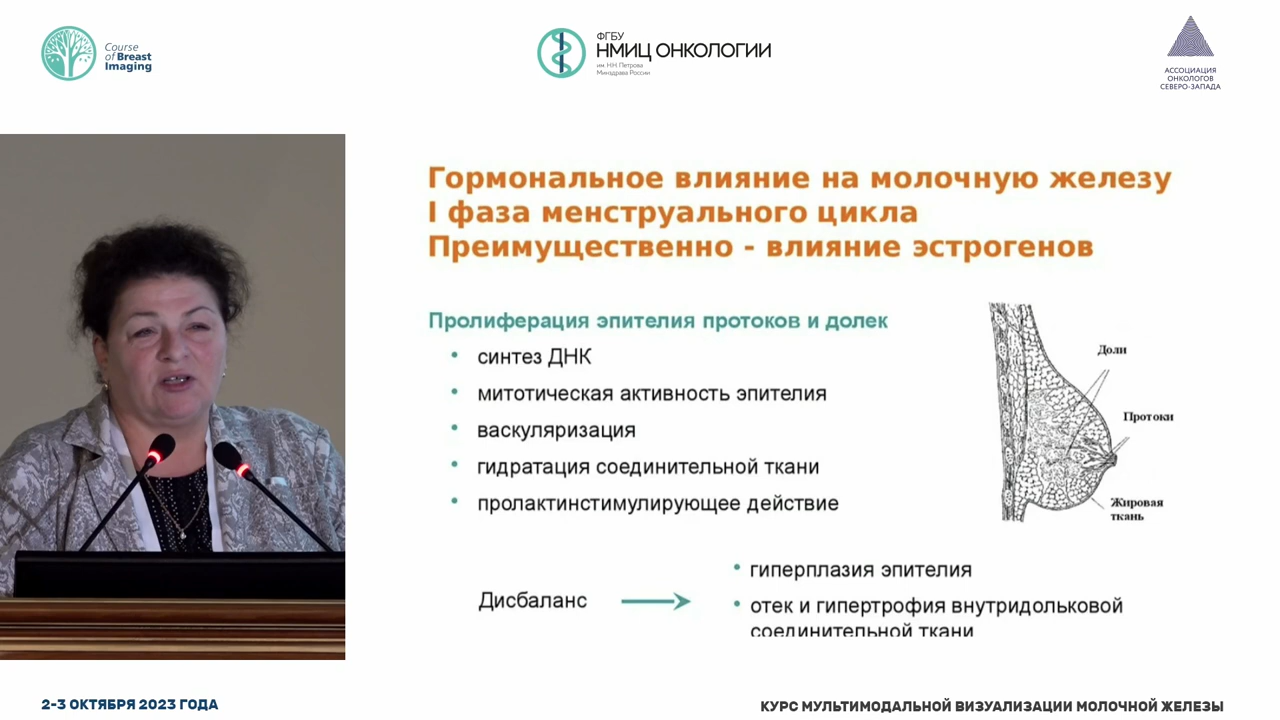 Course
of Breast
Imaging
ФГБУ
НМИЦ ОНКОЛОГИИ
им. Н.Н. Петрова
Минздрава России
АССОЦИАЦИЯ
ОНКОЛОГОВ
СЕВЕРО-ЗАПАДА
Гормональное влияние на молочную железу
I фаза менструального цикла
Преимущественно - влияние эстрогенов
Пролиферация эпителия протоков и долек
• синтез ДНК
• митотическая активность эпителия
• васкуляризация
• гидратация соединительной ткани
• пролактинстимулирующее действие
Доли
Протоки
Жировая
ткань
Дисбаланс
• гиперплазия эпителия
• отек и гипертрофия внутридольковой
соединительной ткани
2-3 ОКТЯБРЯ 2023 ГОДА
КУРС МУЛЬТИМОДАЛЬНОЙ ВИЗУАЛИЗАЦИИ МОЛОЧНОЙ ЖЕЛЕЗЫ